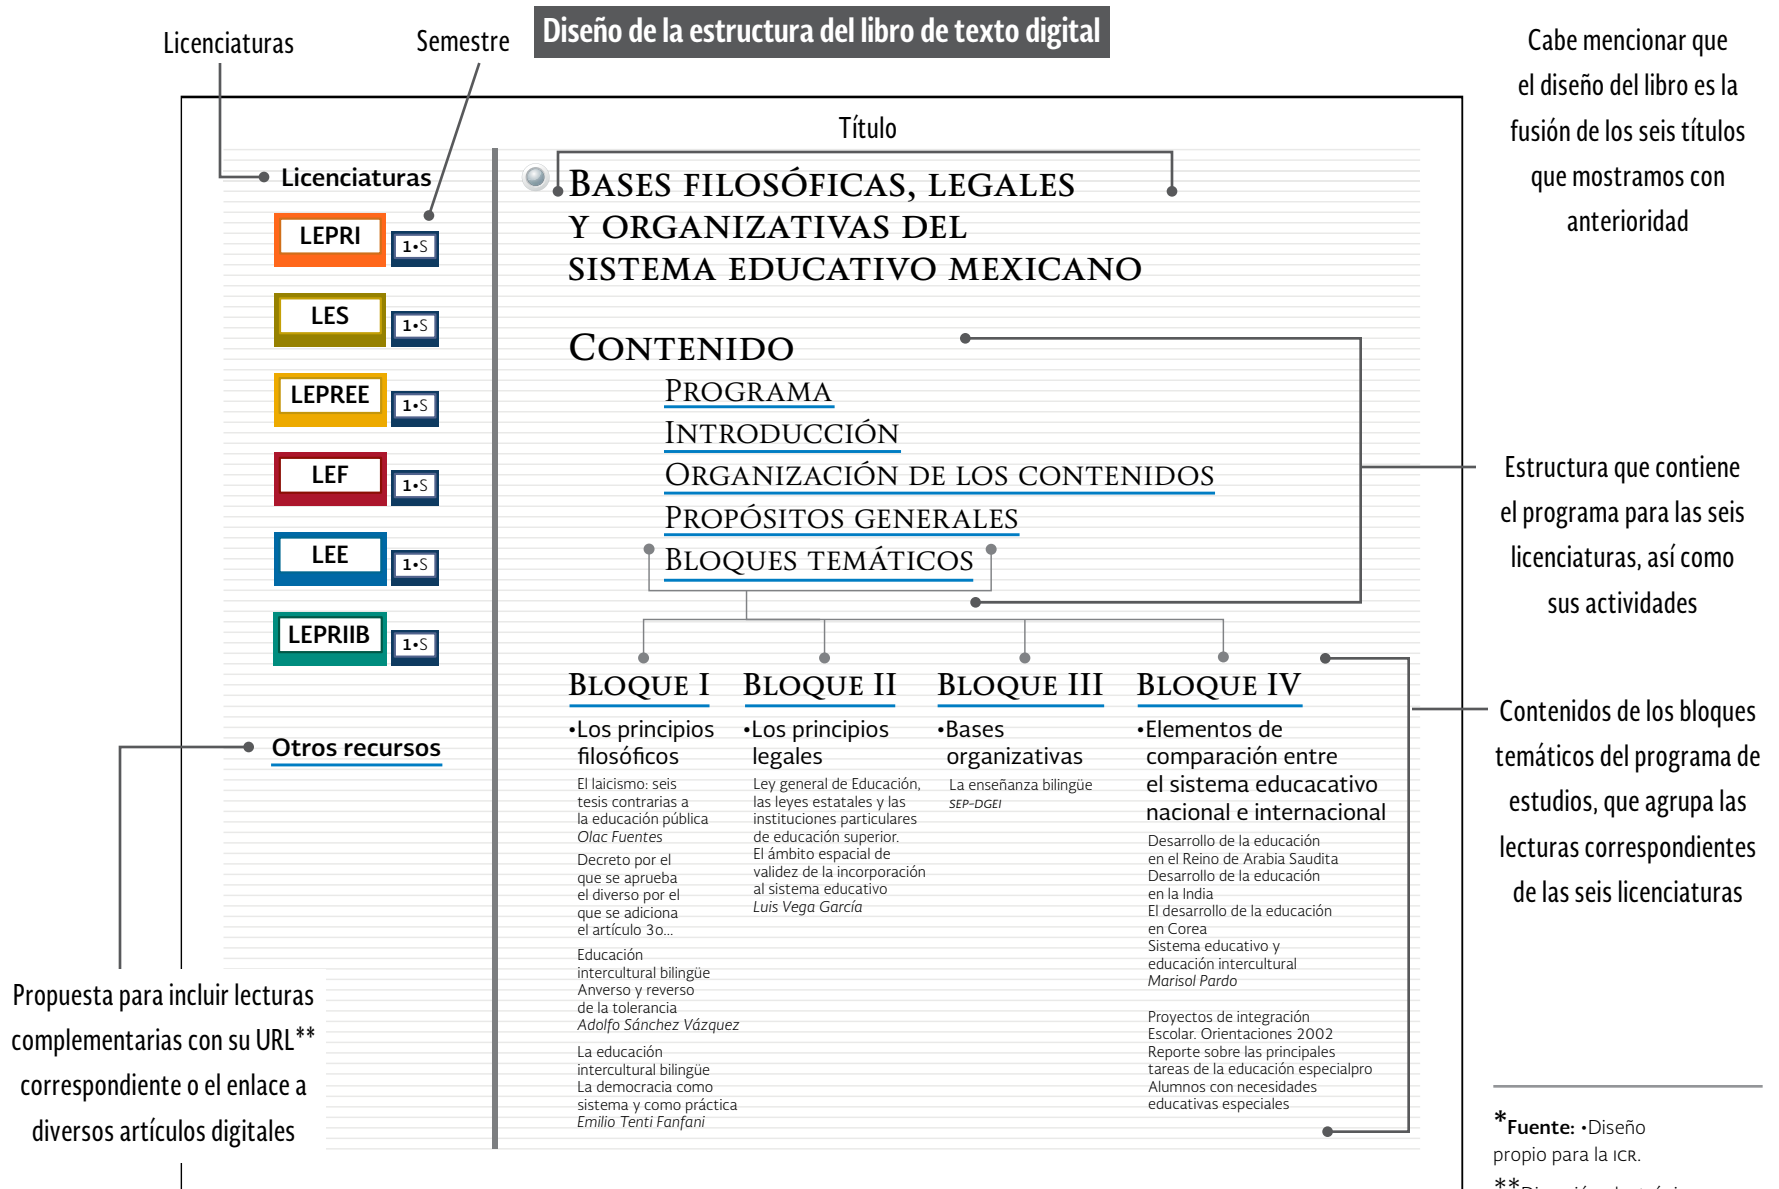 Diseño de la estructura del libro de texto digital
Licenciaturas
Semestre
Título
Licenciaturas
LEPRI
1•S
LES
1•S
LEPREE
1•S
LEF
1•S
LEE
1•S
LEPRIIB
1•S
Otros recursos
Propuesta para incluir lecturas
complementarias con su URL**
correspondiente o el enlace a
diversos artículos digitales
BASES FILOSÓFICAS, LEGALES
Y ORGANIZATIVAS DEL
SISTEMA EDUCATIVO MEXICANO
CONTENIDO
PROGRAMA
INTRODUCCIÓN
ORGANIZACIÓN DE LOS CONTENIDOS
PROPÓSITOS GENERALES
BLOQUES TEMÁTICOS
BLOQUE I
•Los principios
filosóficos
El laicismo: seis
tesis contrarias a
la educación pública
Olac Fuentes
Decreto por el
que se aprueba
el diverso por el
que se adiciona
el artículo 3o...
Educación
intercultural bilingüe
Anverso y reverso
de la tolerancia
Adolfo Sánchez Vázquez
La educación
intercultural bilingüe
La democracia como
sistema y como práctica
Emilio Tenti Fanfani
BLOQUE II
•Los principios
legales
Ley general de Educación,
las leyes estatales y las
instituciones particulares
de educación superior.
El ámbito espacial de
validez de la incorporación
al sistema educativo
Luis Vega García
BLOQUE III
•Bases
organizativas
La enseñanza bilingüe
SEP-DGEI
BLOQUE IV
•Elementos de
comparación entre
el sistema educacativo
nacional e internacional
Desarrollo de la educación
en el Reino de Arabia Saudita
Desarrollo de la educación
en la India
El desarrollo de la educación
en Corea
Sistema educativo y
educación intercultural
Marisol Pardo
Proyectos de integración
Escolar. Orientaciones 2002
Reporte sobre las principales
tareas de la educación especialpro
Alumnos con necesidades
educativas especiales
Cabe mencionar que
el diseño del libro es la
fusión de los seis títulos
que mostramos con
anterioridad
Estructura que contiene
el programa para las seis
licenciaturas, así como
sus actividades
Contenidos de los bloques
temáticos del programa de
estudios, que agrupa las
lecturas correspondientes
de las seis licenciaturas
*Fuente: •Diseño
propio para la ICR.